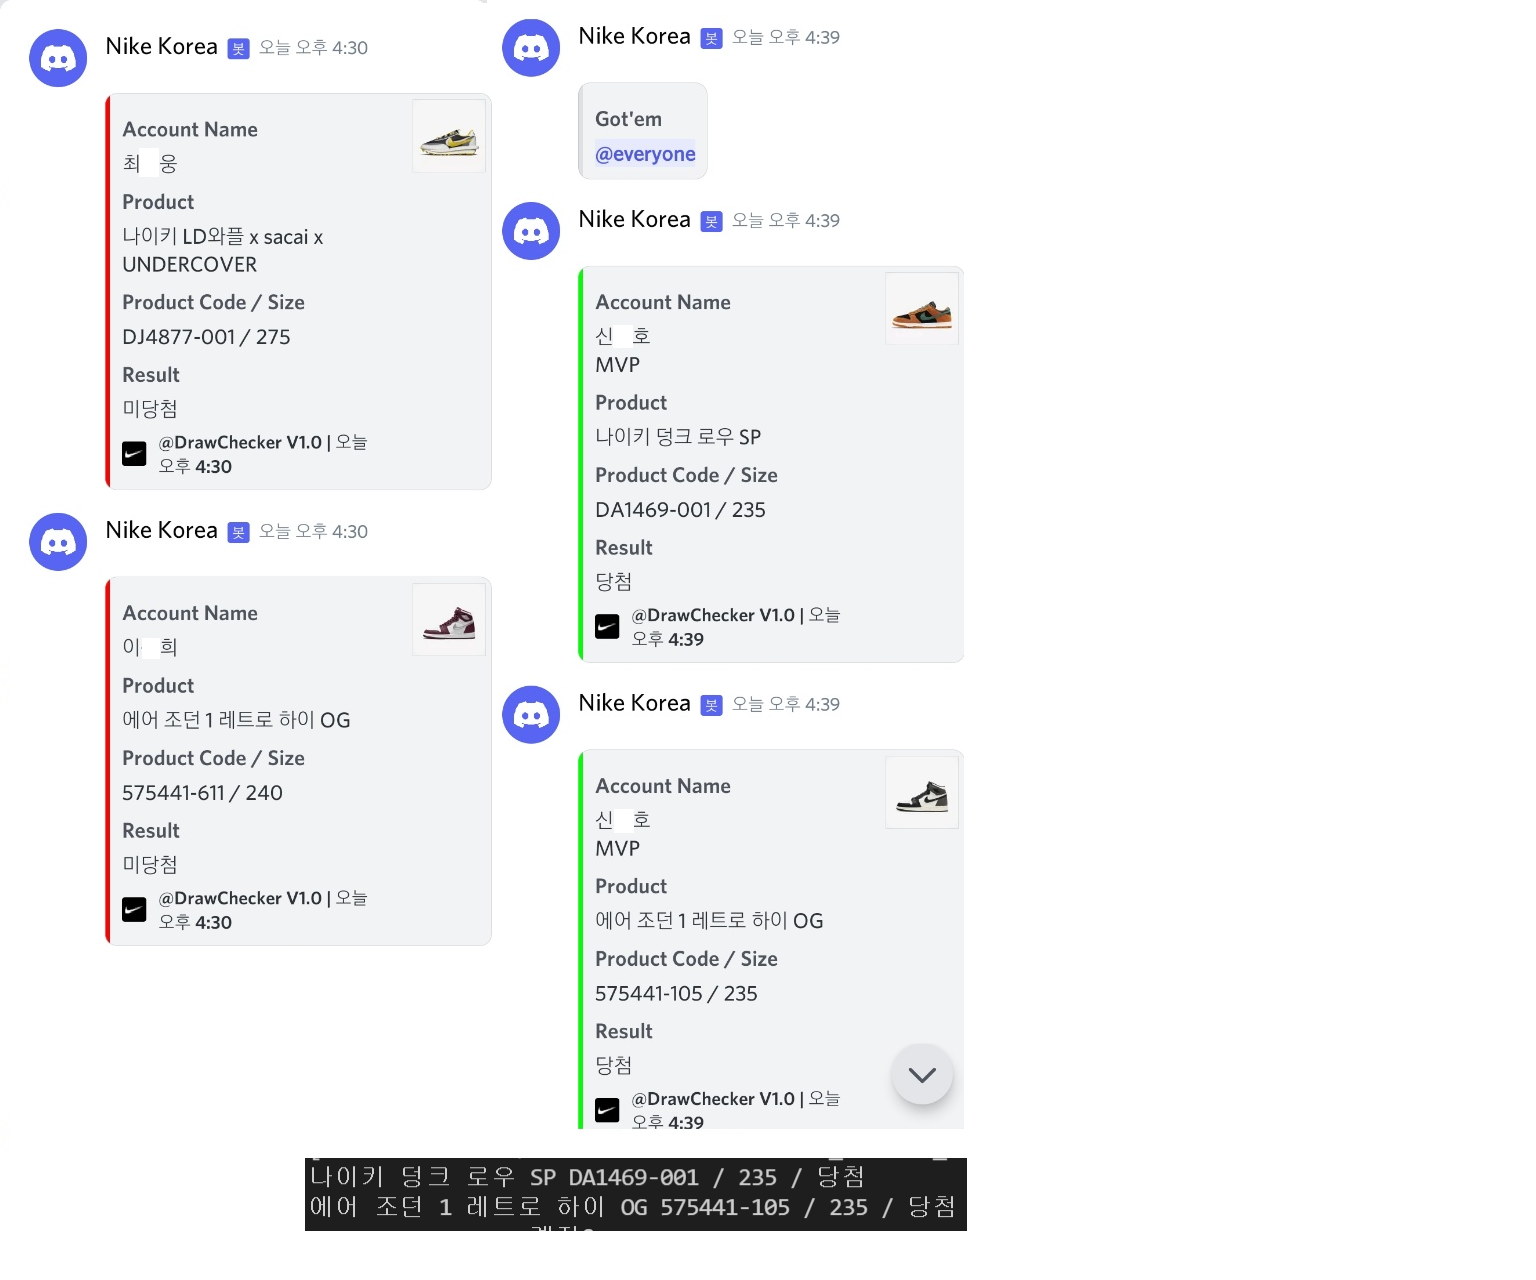 Nike Korea 봇 오늘 오후 4:30
Account Name
최 웅
Product
나이키 LD와플 x sacai x
UNDERCOVER
Product Code / Size
DJ4877-001 / 275
Result
미당첨
@DrawChecker V1.0 | 오늘
오후 4:30
Nike Korea 봇 오늘 오후 4:30
Account Name
이 희
Product
에어 조던 1 레트로 하이 OG
Product Code / Size
575441-611 / 240
Result
미당첨
@DrawChecker V1.0 | 오늘
오후 4:30
Nike Korea 봇 오늘 오후 4:39
Got'em
@everyone
Nike Korea 봇 오늘 오후 4:39
Account Name
신 호
MVP
Product
나이키 덩크 로우 SP
Product Code / Size
DA1469-001 / 235
Result
당첨
@DrawChecker V1.0 | 오늘
오후 4:39
Nike Korea 봇 오늘 오후 4:39
Account Name
신 호
MVP
Product
에어 조던 1 레트로 하이 OG
Product Code / Size
575441-105 / 235
Result
당첨
@DrawChecker V1.0 | 오늘
오후 4:39
나이키 덩크 로우 SP DA1469-001 / 235 / 당첨
에어 조던 1 레트로 하이 OG 575441-105 / 235 / 당첨